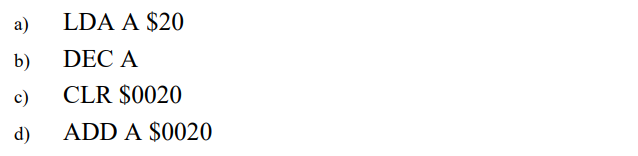 a) LDA A $20
b) DEC A
c) CLR $0020
d) ADD A $0020